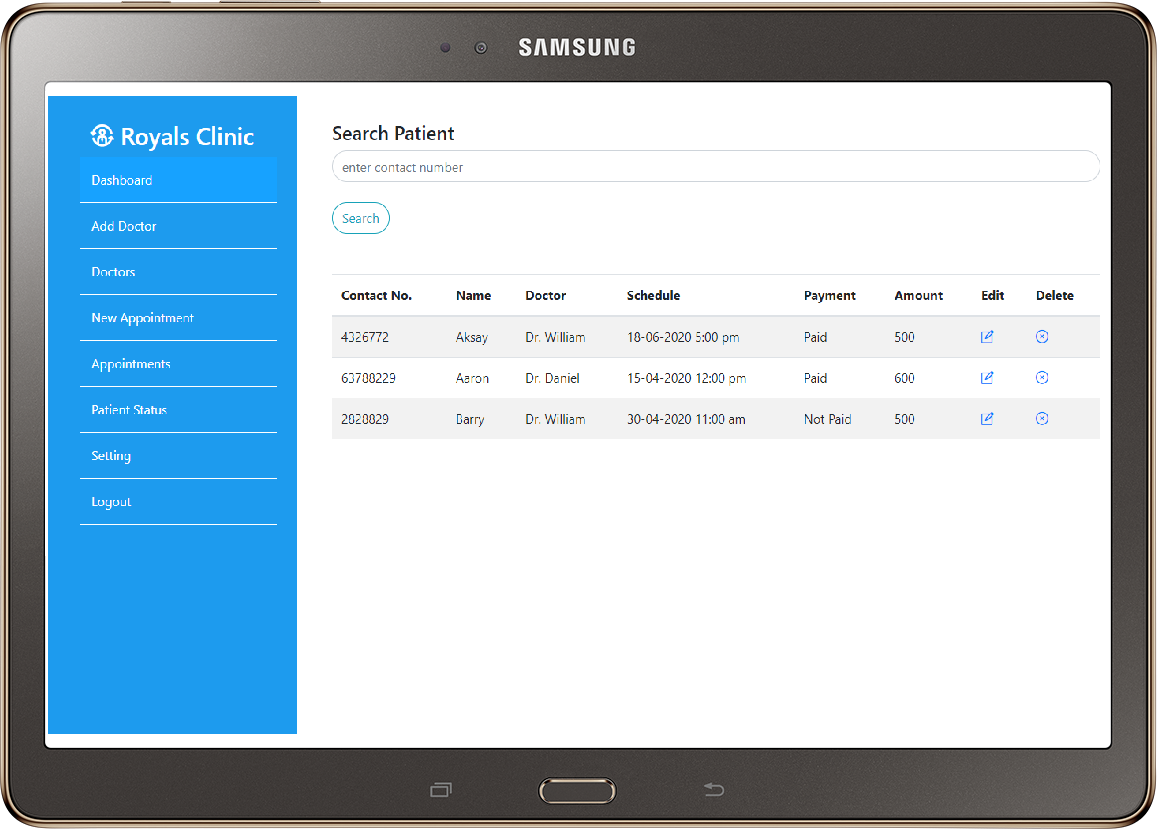 SAMSUNG
Royals Clinic
Dashboard
Add Doctor
Doctors
New Appointment
Appointments
Patient Status
Setting
Logout
Search Patient
enter contact number
Search
Contact No. Name Doctor Schedule Payment Amount Edit Delete
4326772 Aksay Dr. William 18-06-2020 5:00 pm Paid 500
63788229 Aaron Dr. Daniel 15-04-2020 12:00 pm Paid 600
2828829 Barry Dr. William 30-04-2020 11:00 am Not Paid 500